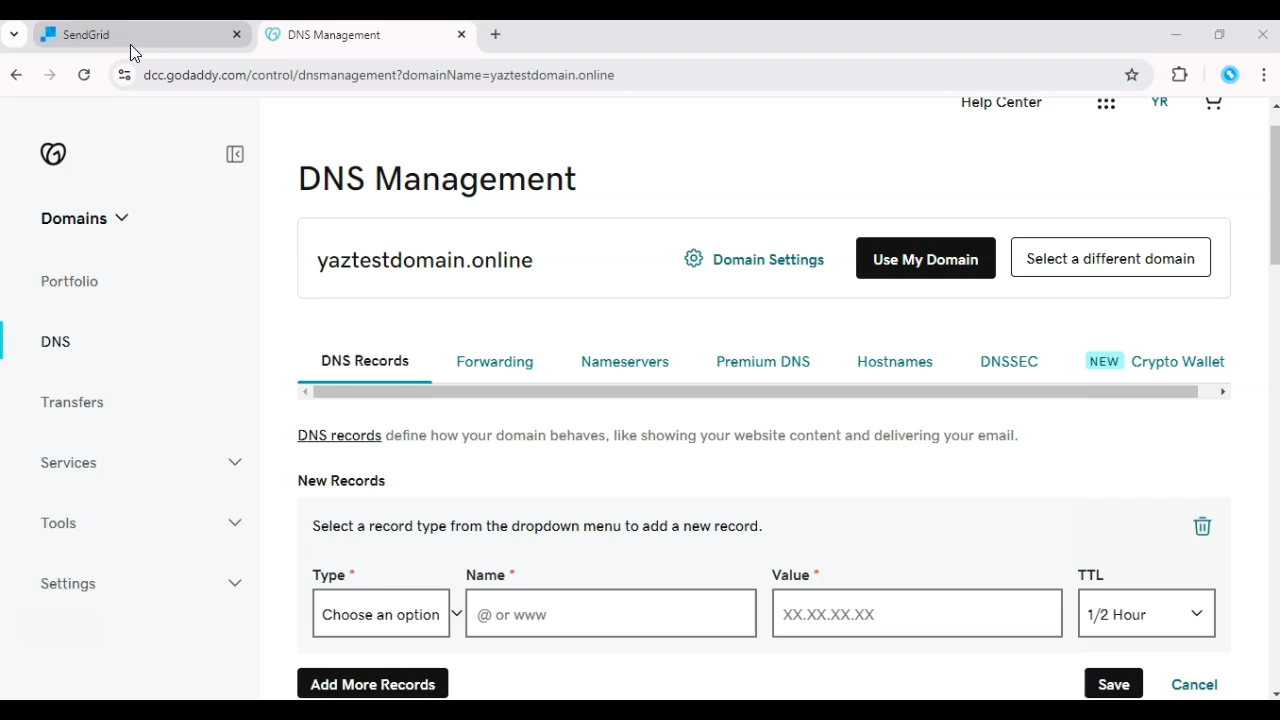 SendGrid
DNS Management
dcc.godaddy.com/control/dnsmanagement?domainName=yaztestdomain.online
Help Center
YR
Domains
Portfolio
DNS
Transfers
Services
Tools
Settings
DNS Management
yaztestdomain.online
Domain Settings
Use My Domain
Select a different domain
DNS Records
Forwarding
Nameservers
Premium DNS
Hostnames
DNSSEC
NEW Crypto Wallet
DNS records define how your domain behaves, like showing your website content and delivering your email.
New Records
Select a record type from the dropdown menu to add a new record.
Type *
Name *
Value *
TTL
Choose an option
@ or www
XX.XX.XX.XX
1/2 Hour
Add More Records
Save
Cancel